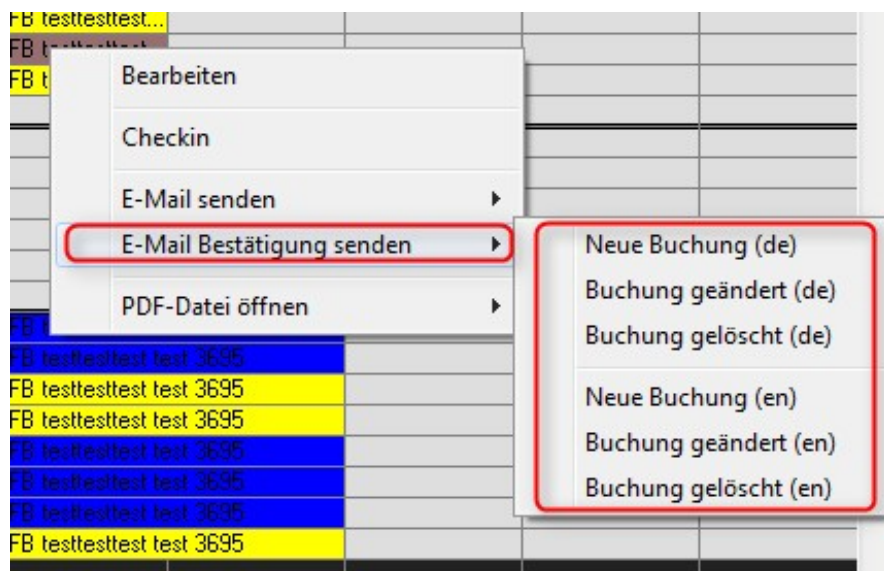 FB testtesttest...
FB
FB t
Bearbeiten
Checkin
E-Mail senden
E-Mail Bestätigung senden
PDF-Datei öffnen
Neue Buchung (de)
Buchung geändert (de)
Buchung gelöscht (de)
Neue Buchung (en)
Buchung geändert (en)
Buchung gelöscht (en)
FB t
FB testtesttest test 3695
FB testtesttest test 3695
FB testtesttest test 3695
FB testtesttest test 3695
FB testtesttest test 3695
FB testtesttest test 3695
FB testtesttest test 3695